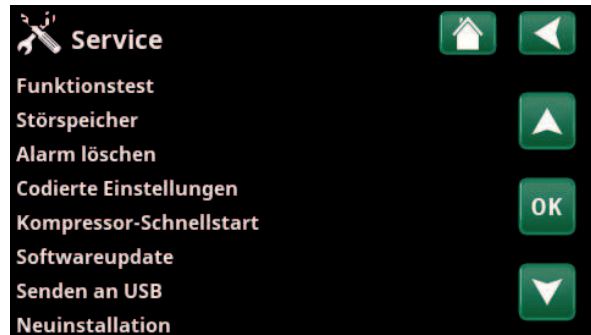 Service
Funktionstest
Störspeicher
Alarm löschen
Codierte Einstellungen
OK
Kompressor-Schnellstart
Softwareupdate
Senden an USB
Neuinstallation